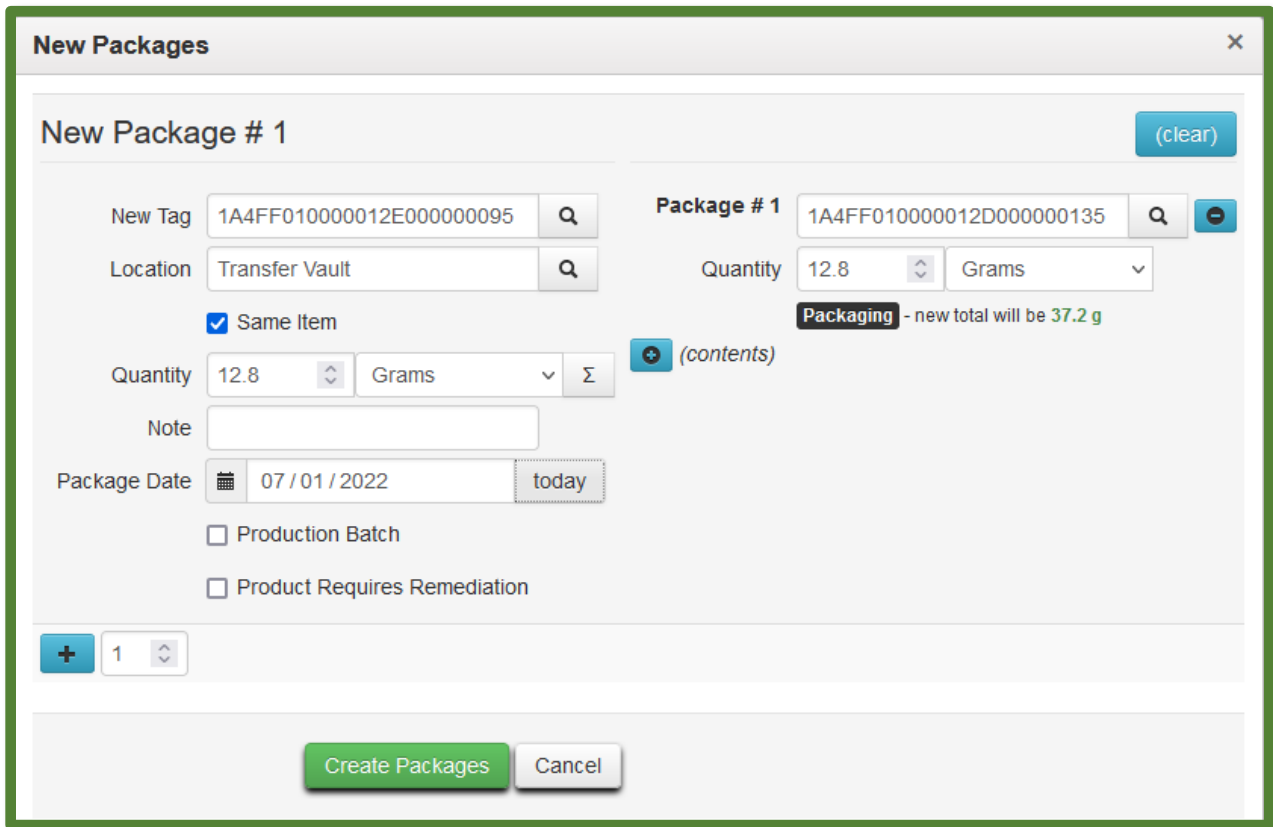 New Packages ×
New Package # 1
(clear)
New Tag 1A4FF010000012E000000095
Location Transfer Vault
Same Item
Quantity 12.8 Grams Σ
Note
Package Date 07 / 01 / 2022 today
Production Batch
Product Requires Remediation
Package # 1 1A4FF010000012D000000135
Quantity 12.8 Grams
Packaging - new total will be 37.2 g
(contents)
1
Create Packages Cancel